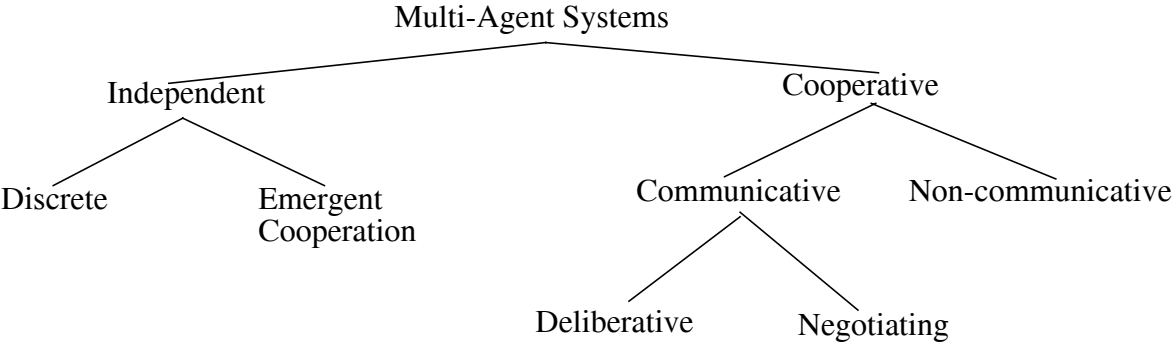 Multi-Agent Systems
Independent
Cooperative
Discrete
Emergent
Cooperation
Communicative
Non-communicative
Deliberative
Negotiating